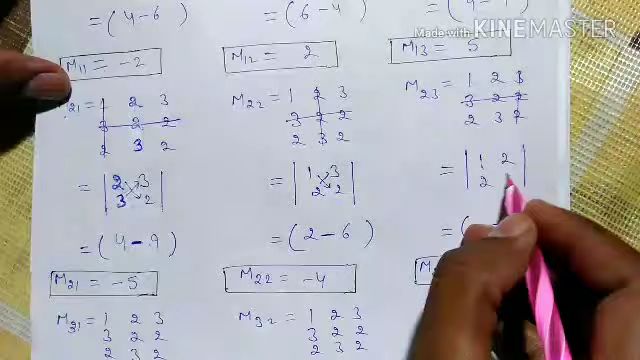 = (4-6)
= (6-4)
= (9-4
Made With KINEMASTER
M11 = -2
M12 = 2
M13 = 5
21 = 1 2 3
3 2 2
2 3 2
M22 = 1 2 3
3 2 2
2 3 2
M23 = 1 2 3
3 2 2
2 3 2
= | 2 3 |
| 3 2 |
= | 1 3 |
| 2 2 |
= | 1 2 |
| 2 |
= (4-9)
= (2-6)
= (
M21 = -5
M22 = -4
M
M31 = 1 2 3
3 2 2
2 3 2
M32 = 1 2 3
3 2 2
2 3 2